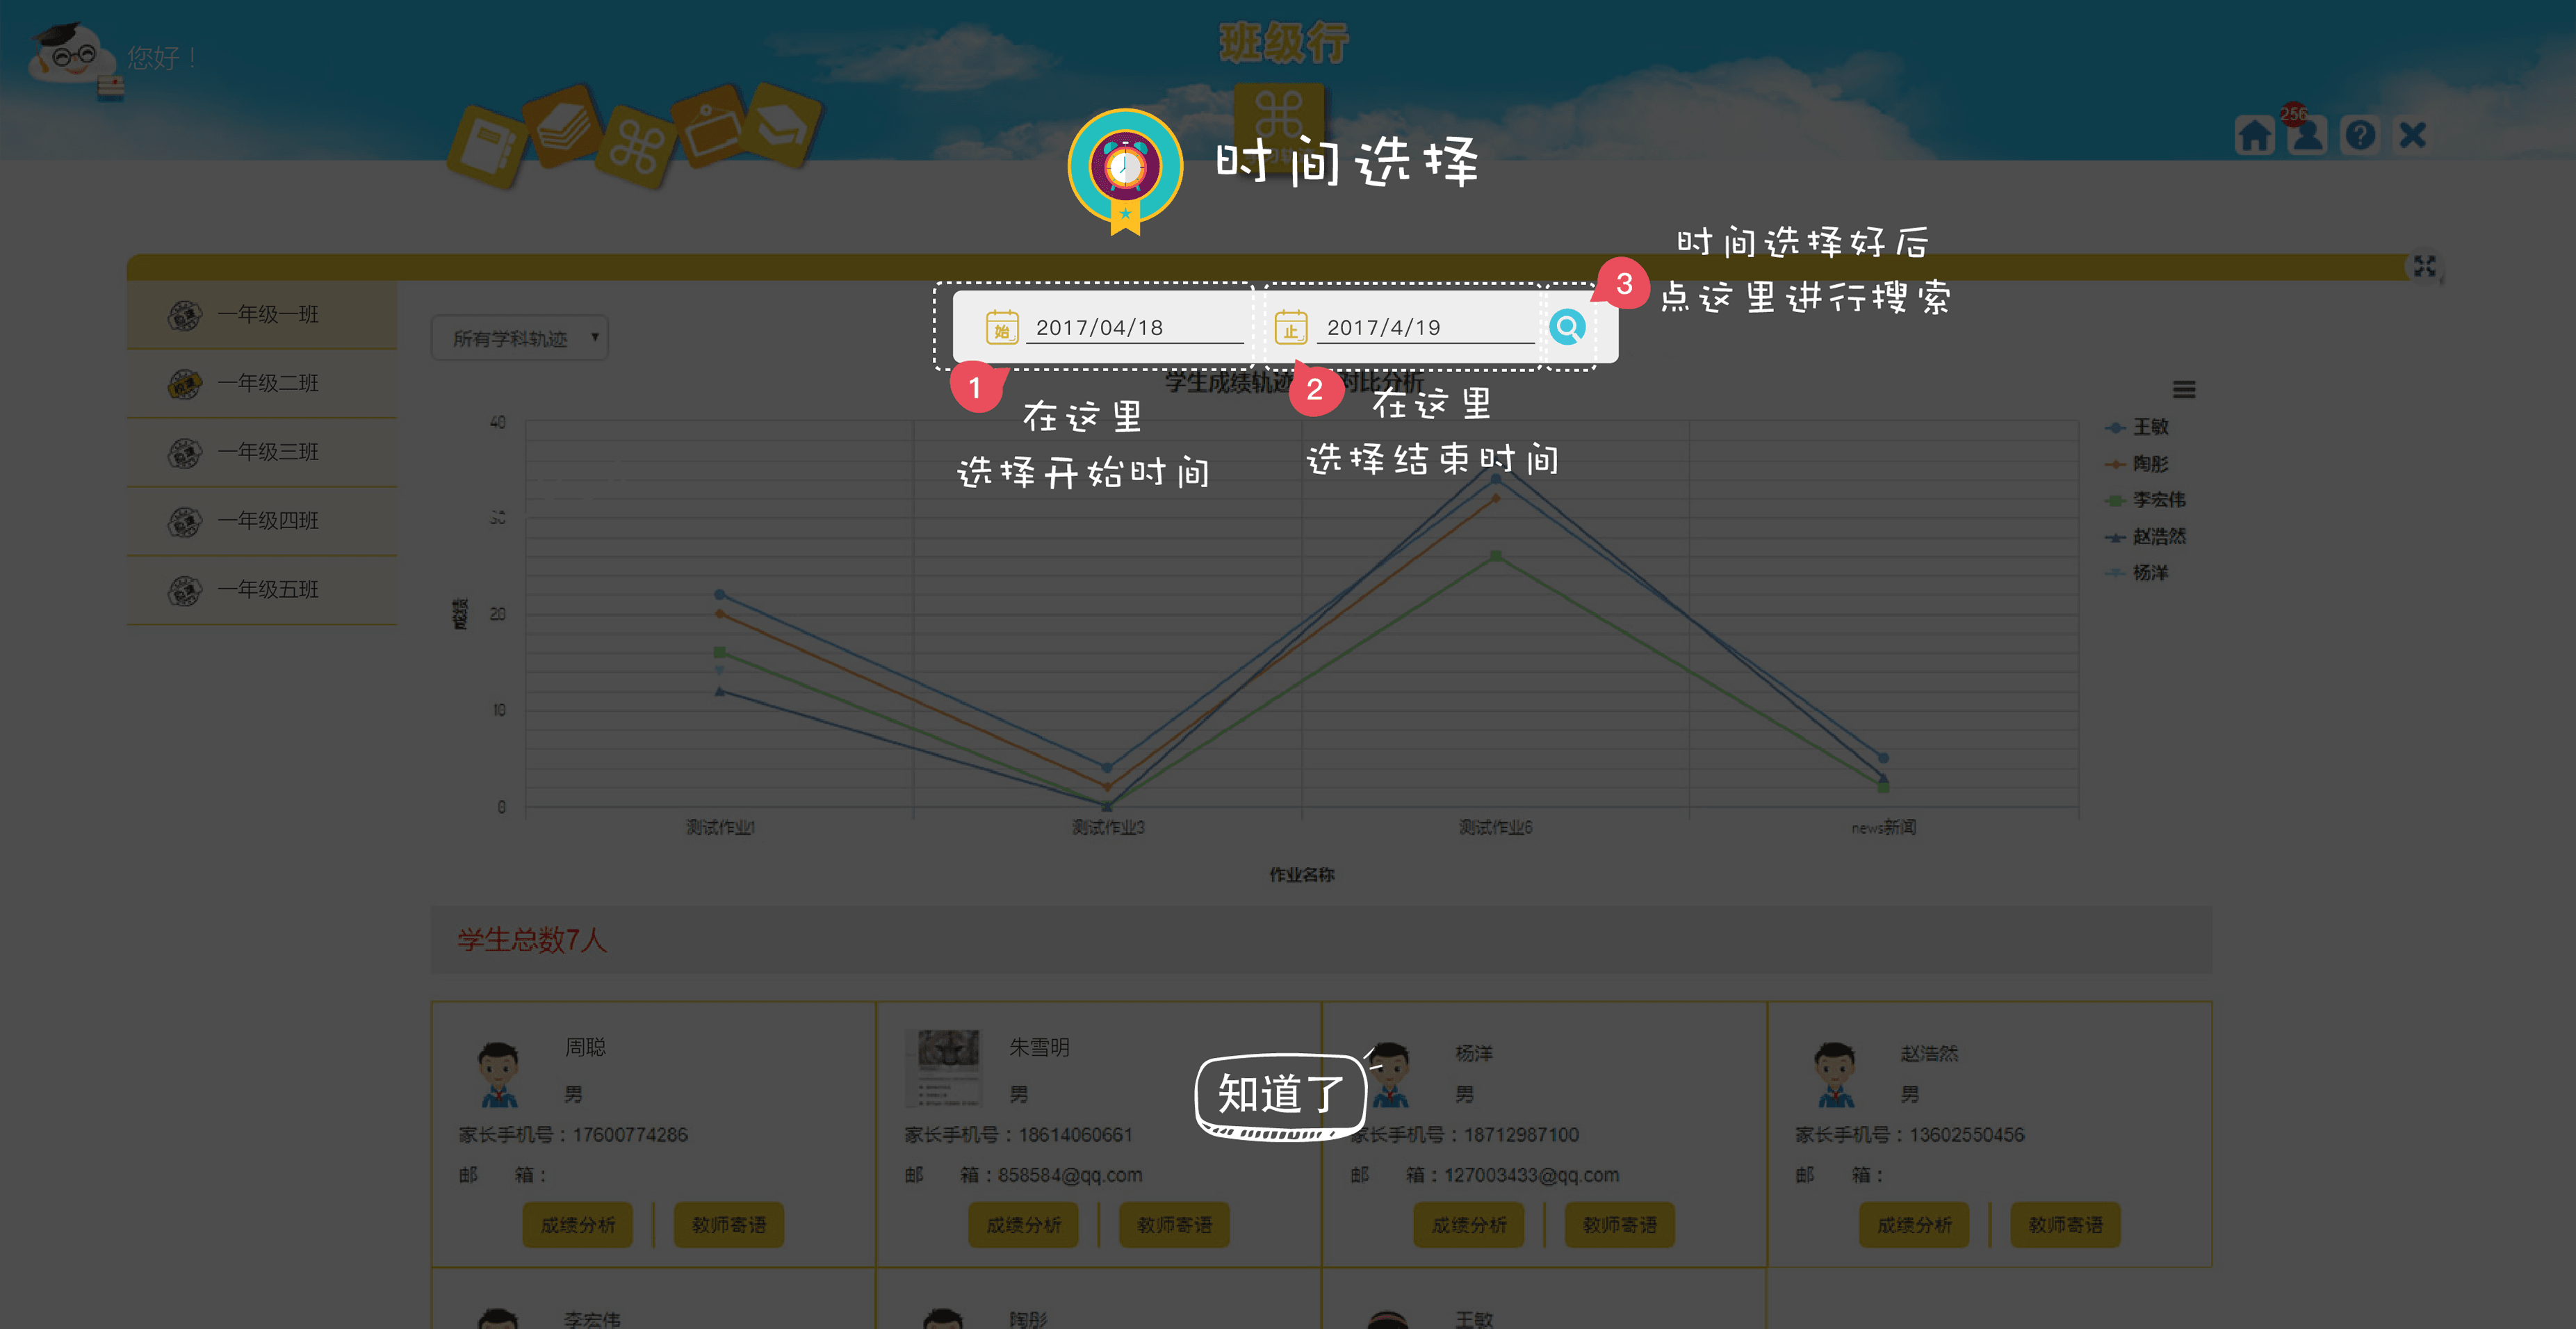 您好！
班级行
256
时间选择
时间选择好后
点这里进行搜索
3
始 2017/04/18
止 2017/4/19
1
在这里
选择开始时间
2
在这里
选择结束时间
一年级一班
一年级二班
一年级三班
一年级四班
一年级五班
所有学科轨迹
学生成绩轨迹 对比分析
王敏
陶彤
李宏伟
赵浩然
杨洋
成绩
40
30
20
10
0
测试作业1
测试作业3
测试作业6
news新闻
作业名称
学生总数7人
周聪
男
家长手机号：17600774286
邮 箱：
成绩分析
教师寄语
朱雪明
男
家长手机号：18614060661
邮 箱：858584@qq.com
成绩分析
教师寄语
知道了
杨洋
男
家长手机号：18712987100
邮 箱：127003433@qq.com
成绩分析
教师寄语
赵浩然
男
家长手机号：13602550456
邮 箱：
成绩分析
教师寄语
李宏伟
陶彤
王敏